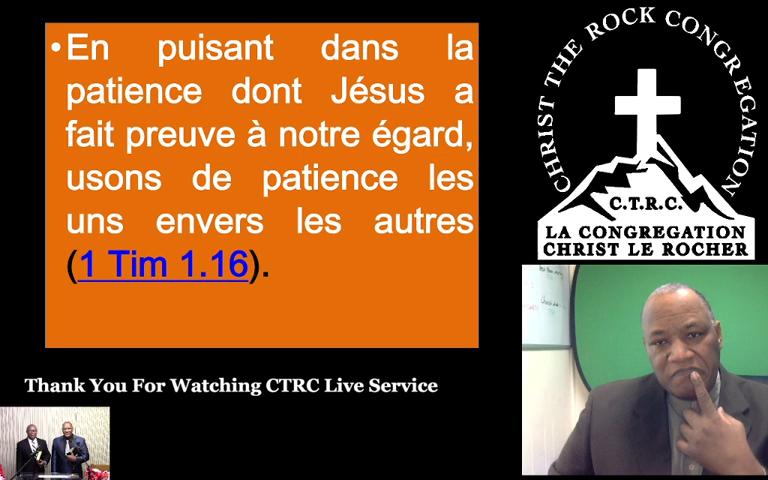 •En puisant dans la
patience dont Jésus a
fait preuve à notre égard,
usons de patience les
uns envers les autres
(1 Tim 1.16).
CHRIST THE ROCK CONGREGATION
C.T.R.C.
LA CONGREGATION
CHRIST LE ROCHER
Thank You For Watching CTRC Live Service